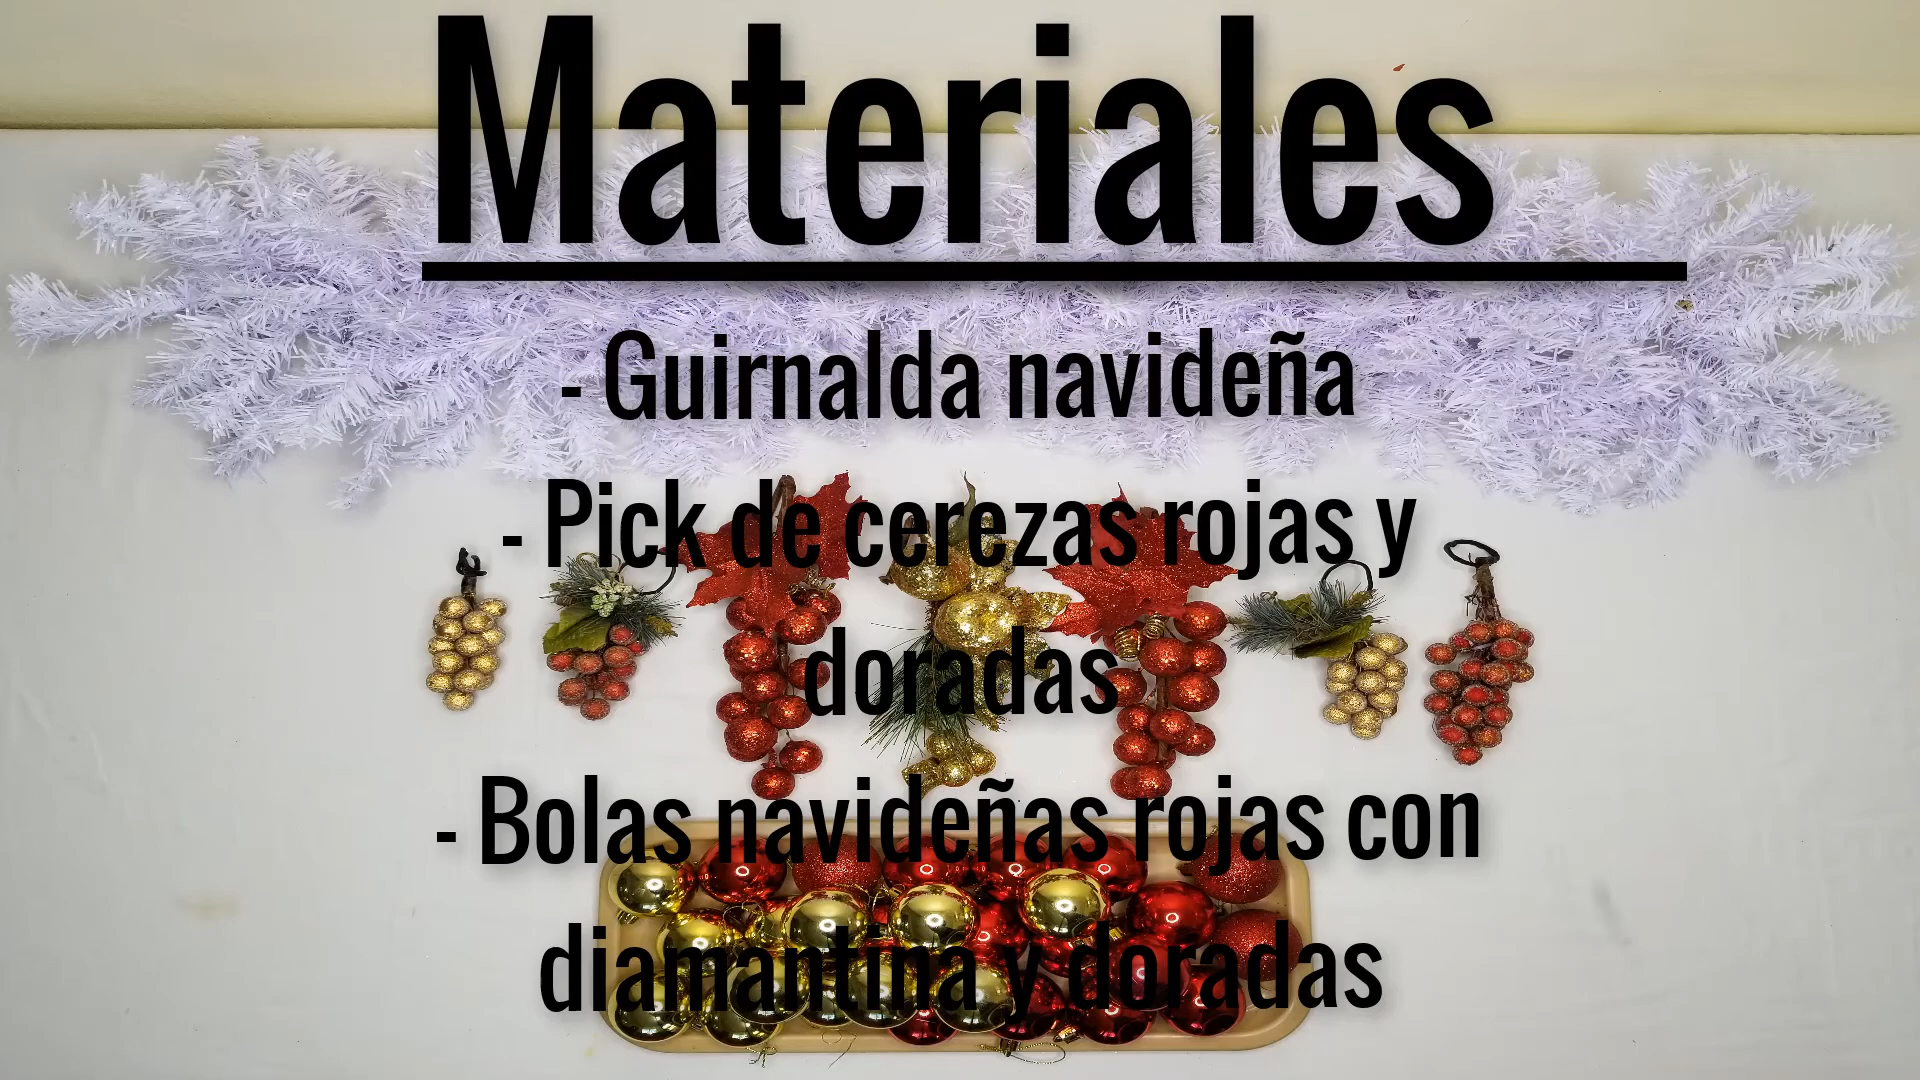 Materiales
- Guirnalda navideña
- Pick de cerezas rojas y
doradas
- Bolas navideñas rojas con
diamantina y doradas